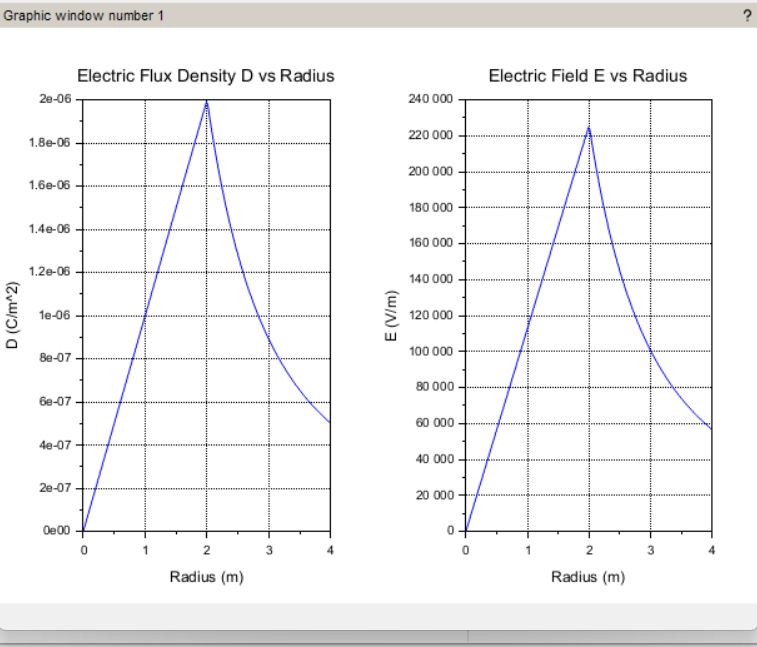 Graphic window number 1
?
Electric Flux Density D vs Radius
2e-06
1.8e-06
1.6e-06
1.4e-06
1.2e-06
1e-06
8e-07
6e-07
4e-07
2e-07
0e00
D (C/m^2)
0 1 2 3 4
Radius (m)
Electric Field E vs Radius
240 000
220 000
200 000
180 000
160 000
140 000
120 000
100 000
80 000
60 000
40 000
20 000
0
E (V/m)
0 1 2 3 4
Radius (m)